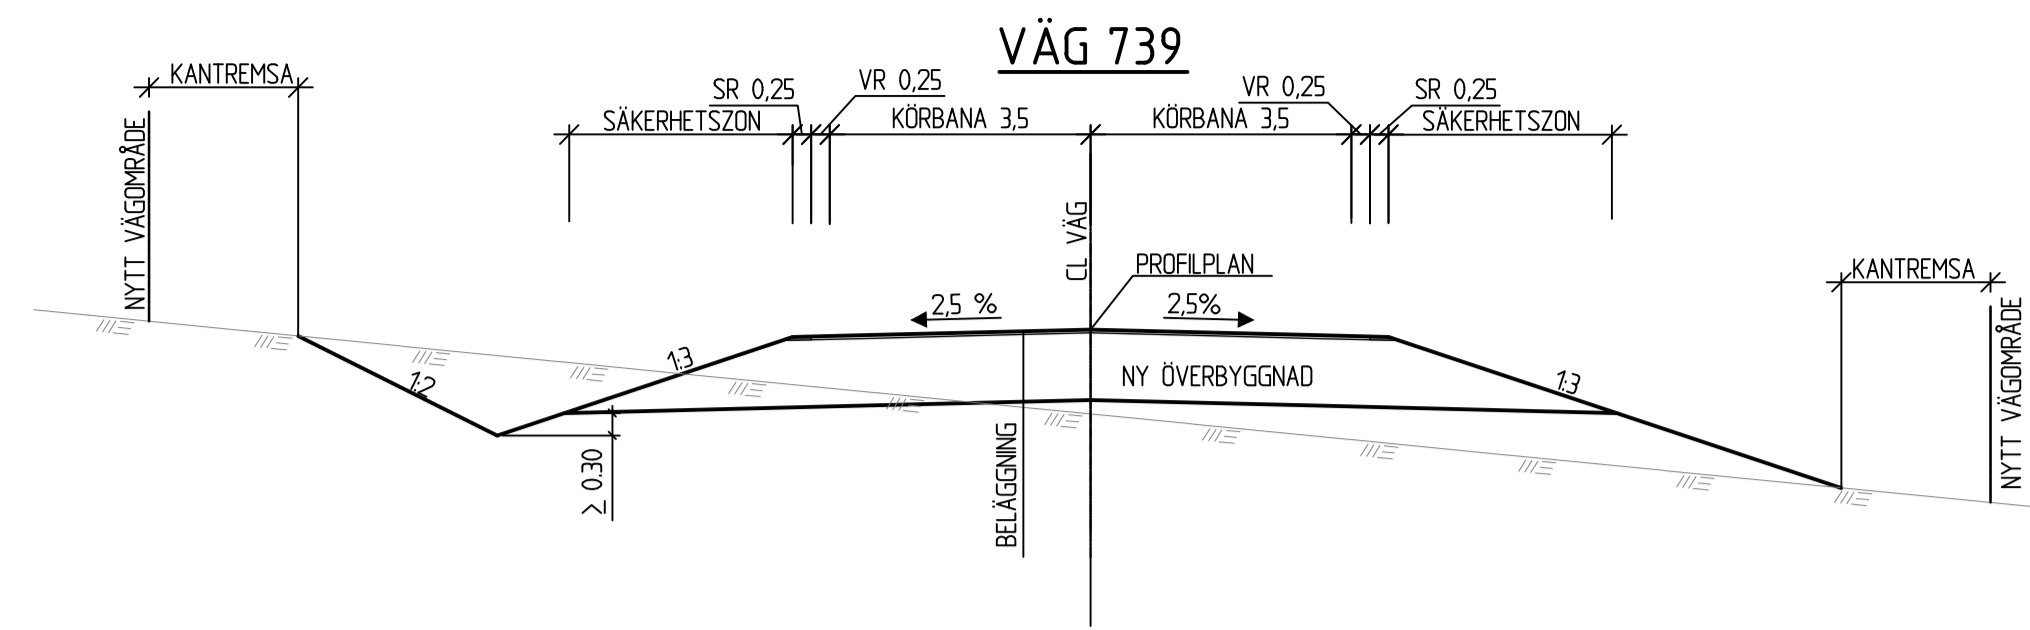 VÄG 739
KANTREMSA
SR 0,25
VR 0,25
VR 0,25
SR 0,25
SÄKERHETSZON
KÖRBANA 3,5
KÖRBANA 3,5
SÄKERHETSZON
NYTT VÄGOMRÅDE
CL VÄG
PROFILPLAN
KANTREMSA
2,5 %
2,5%
NYTT VÄGOMRÅDE
1:3
1:2
NY ÖVERBYGGNAD
1:3
≥ 0.30
BELÄGGNING